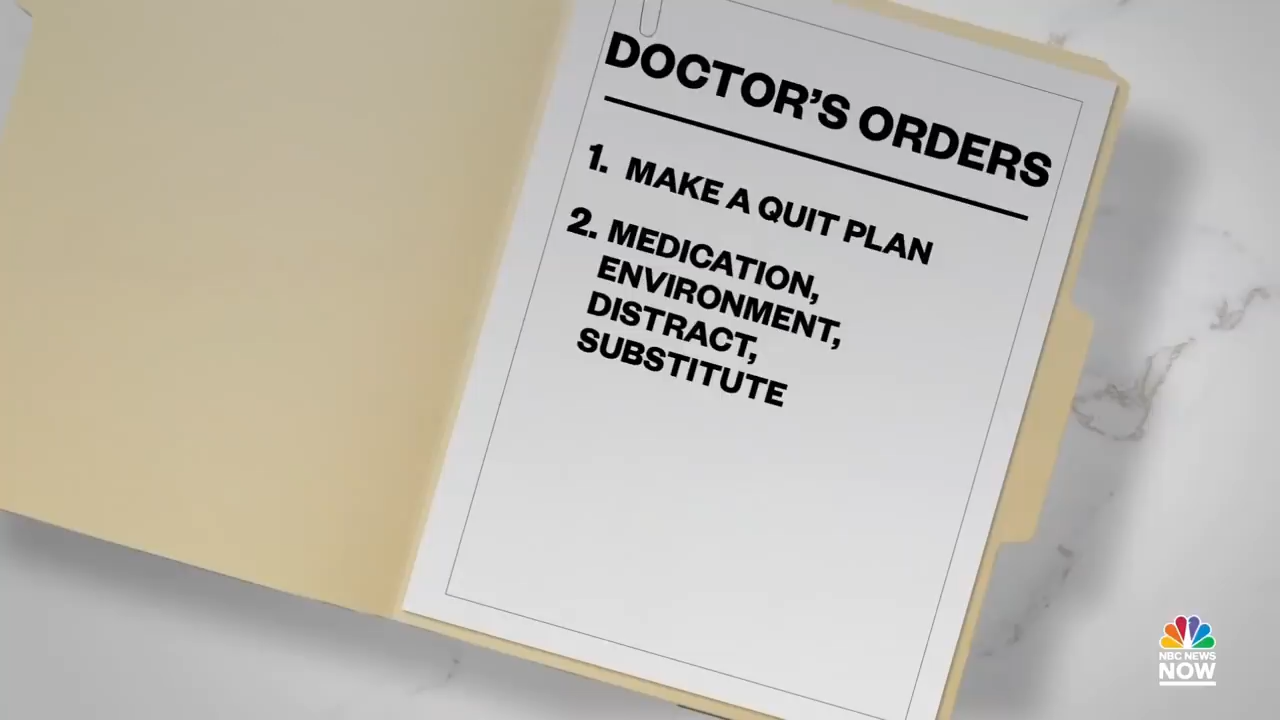 DOCTOR'S ORDERS
1. MAKE A QUIT PLAN
2. MEDICATION,
ENVIRONMENT,
DISTRACT,
SUBSTITUTE
NBC NEWS
NOW